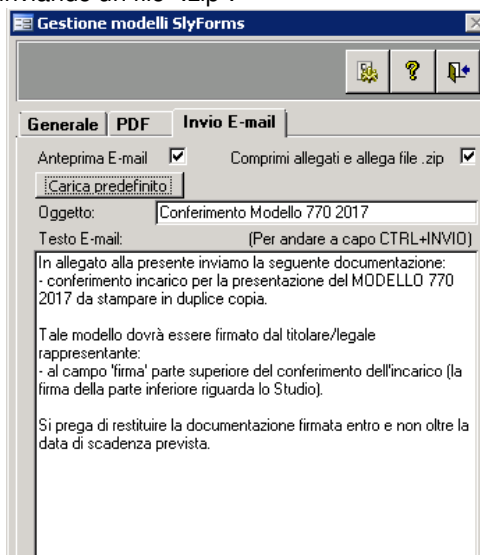 inviando un file ".zip".
Gestione modelli SlyForms
Generale PDF Invio E-mail
Anteprima E-mail Comprimi allegati e allega file .zip
Carica predefinito
Oggetto: Conferimento Modello 770 2017
Testo E-mail: (Per andare a capo CTRL+INVIO)
In allegato alla presente inviamo la seguente documentazione:
- conferimento incarico per la presentazione del MODELLO 770
2017 da stampare in duplice copia.
Tale modello dovrà essere firmato dal titolare/legale
rappresentante:
- al campo 'firma' parte superiore del conferimento dell'incarico (la
firma della parte inferiore riguarda lo Studio).
Si prega di restituire la documentazione firmata entro e non oltre la
data di scadenza prevista.